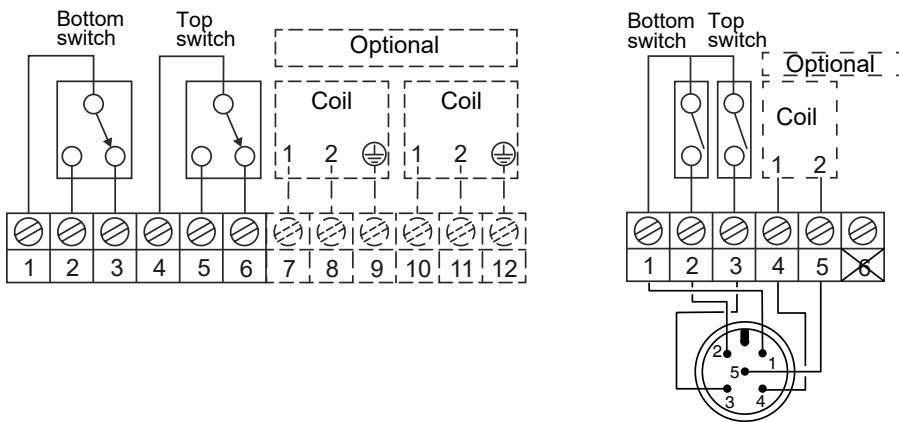 Bottom
switch
Top
switch
Optional
Coil
Coil
1 2
1 2
1 2 3 4 5 6 7 8 9 10 11 12
Bottom
switch
Top
switch
Optional
Coil
1 2
1 2 3 4 5 6
2 1
5
3 4